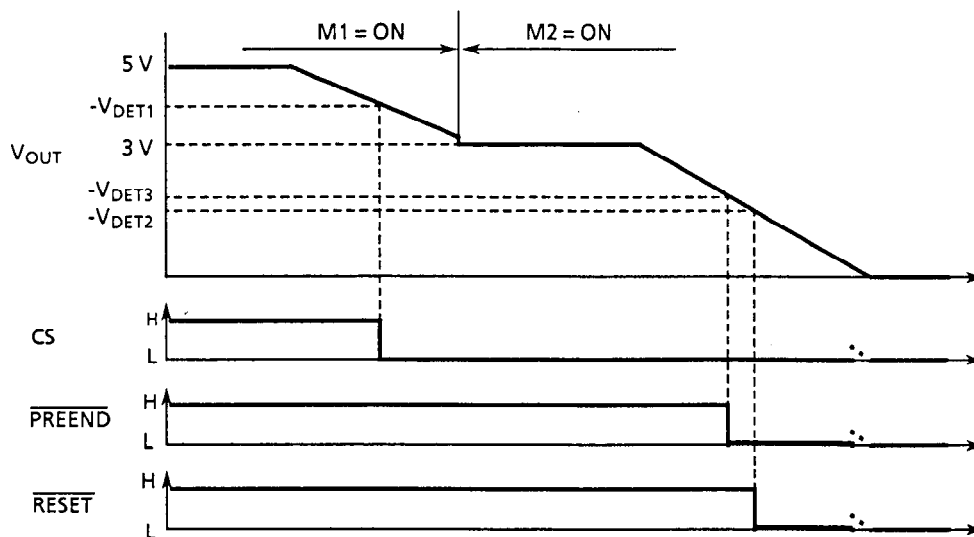 M1 = ON M2 = ON
5 V
-VDET1
3 V
VOUT
-VDET3
-VDET2
H
CS
L
H
PREEND
L
H
RESET
L